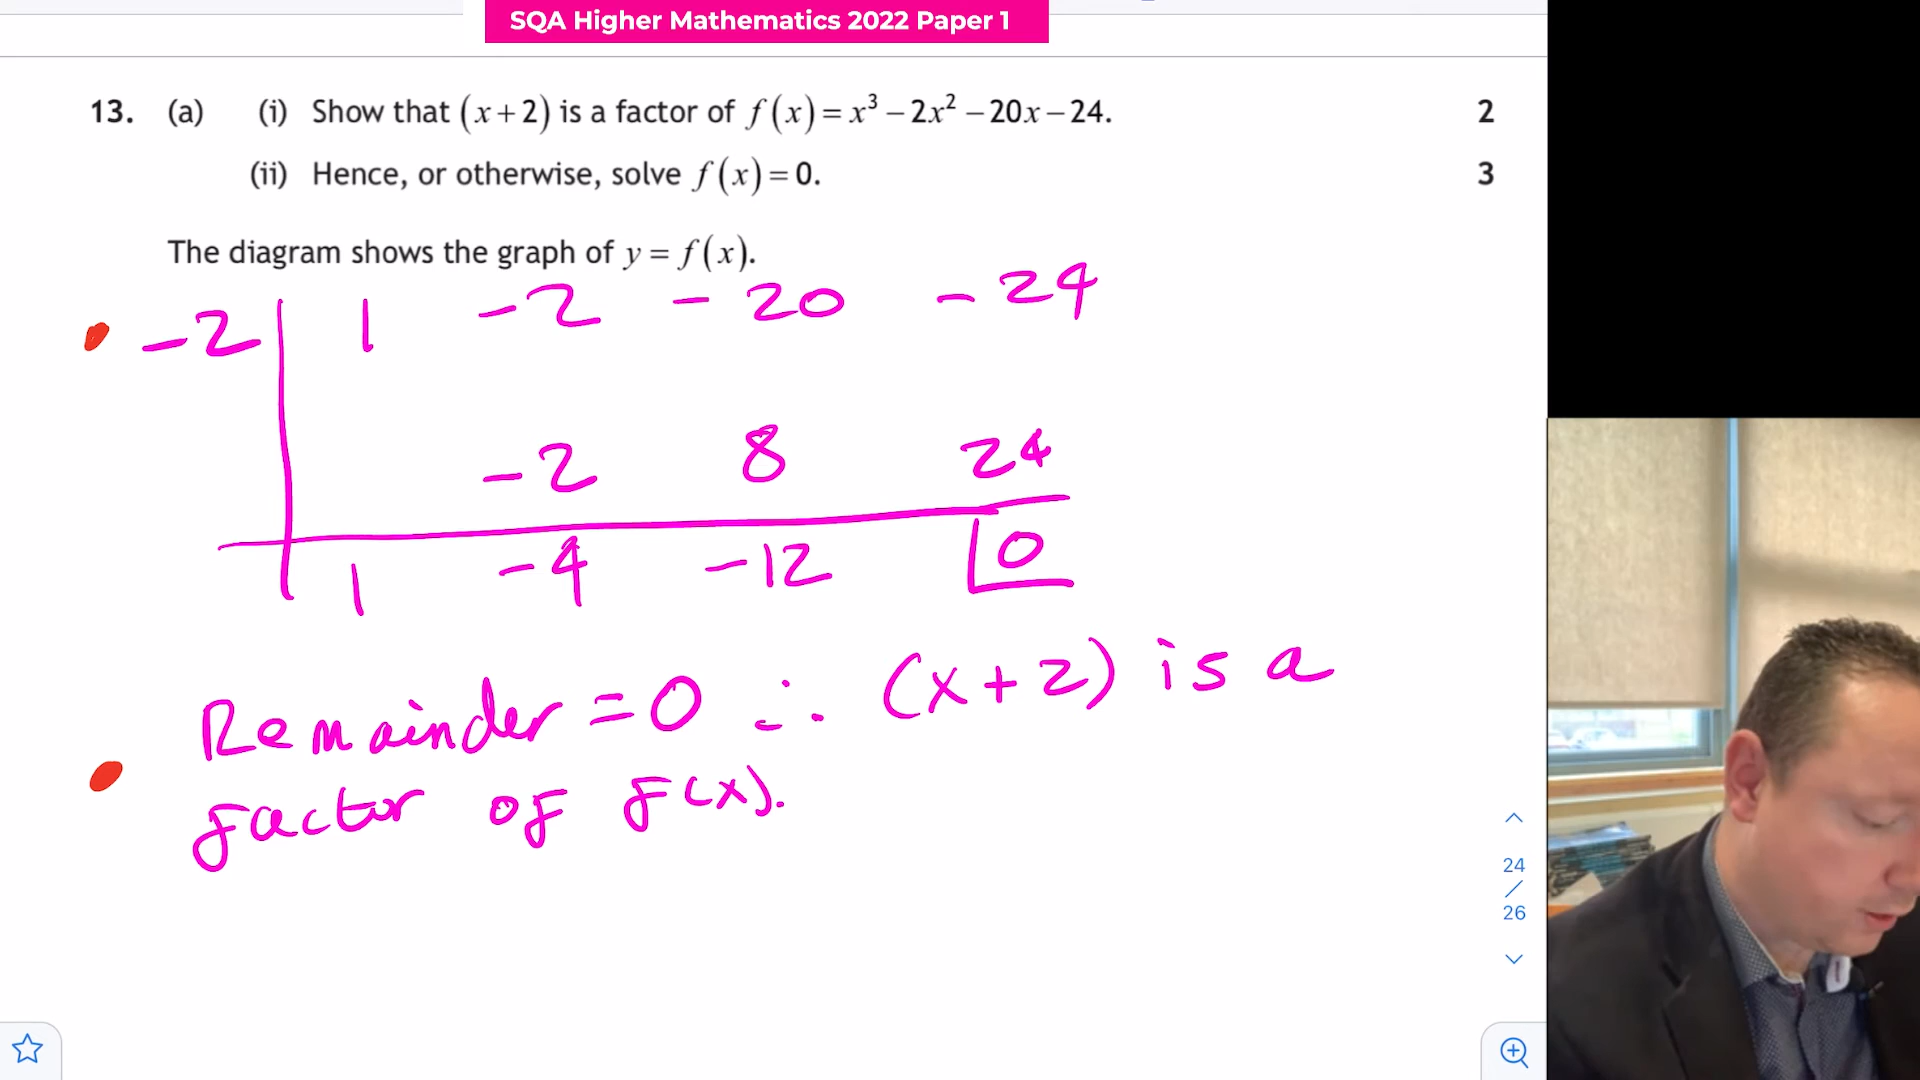 SQA Higher Mathematics 2022 Paper 1
13. (a) (i) Show that (x+2) is a factor of f(x)=x³−2x²−20x−24. 2
(ii) Hence, or otherwise, solve f(x)=0. 3
The diagram shows the graph of y=f(x).
-2 1 -2 -20 -24
-2 8 24
1 -4 -12 0
Remainder = 0 ∴ (x+2) is a
factor of f(x).
24
/
26